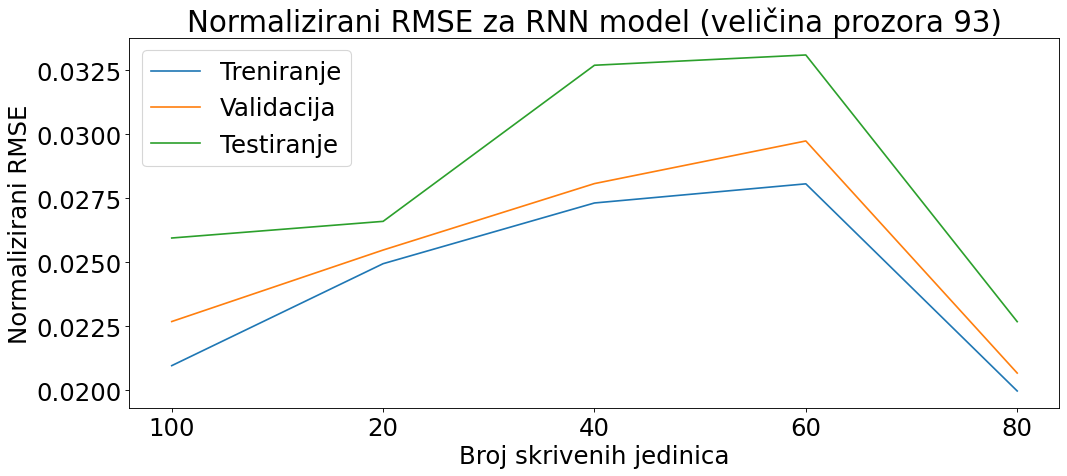 Normalizirani RMSE za RNN model (veličina prozora 93)
Normalizirani RMSE
0.0325
0.0300
0.0275
0.0250
0.0225
0.0200
Treniranje
Validacija
Testiranje
100 20 40 60 80
Broj skrivenih jedinica